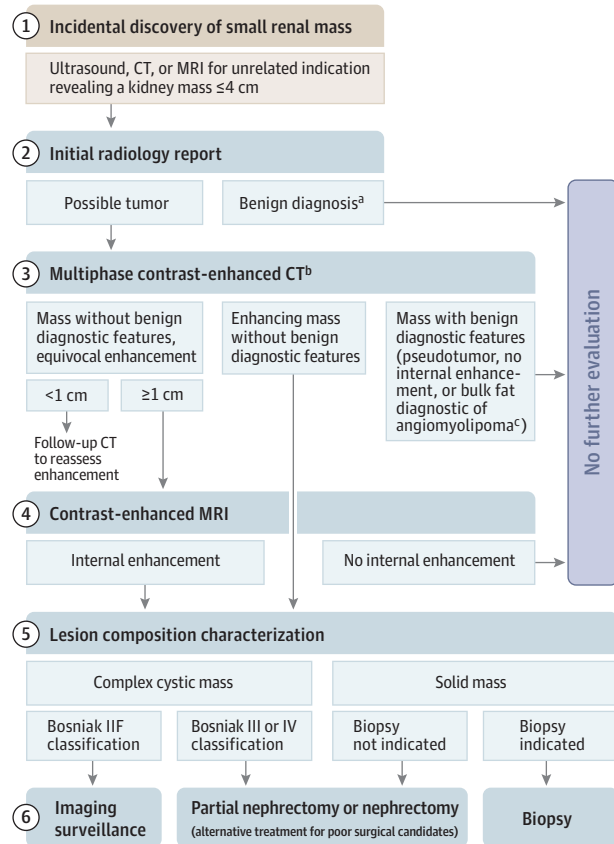 1 Incidental discovery of small renal mass
Ultrasound, CT, or MRI for unrelated indication
revealing a kidney mass ≤4 cm
2 Initial radiology report
Possible tumor
Benign diagnosisᵃ
3 Multiphase contrast-enhanced CTᵇ
Mass without benign
diagnostic features,
equivocal enhancement
<1 cm
≥1 cm
Follow-up CT
to reassess
enhancement
Enhancing mass
without benign
diagnostic features
Mass with benign
diagnostic features
(pseudotumor, no
internal enhance-
ment, or bulk fat
diagnostic of
angiomyolipomaᶜ)
No further evaluation
4 Contrast-enhanced MRI
Internal enhancement
No internal enhancement
5 Lesion composition characterization
Complex cystic mass
Solid mass
Bosniak IIF
classification
Bosniak III or IV
classification
Biopsy
not indicated
Biopsy
indicated
6 Imaging
surveillance
Partial nephrectomy or nephrectomy
(alternative treatment for poor surgical candidates)
Biopsy